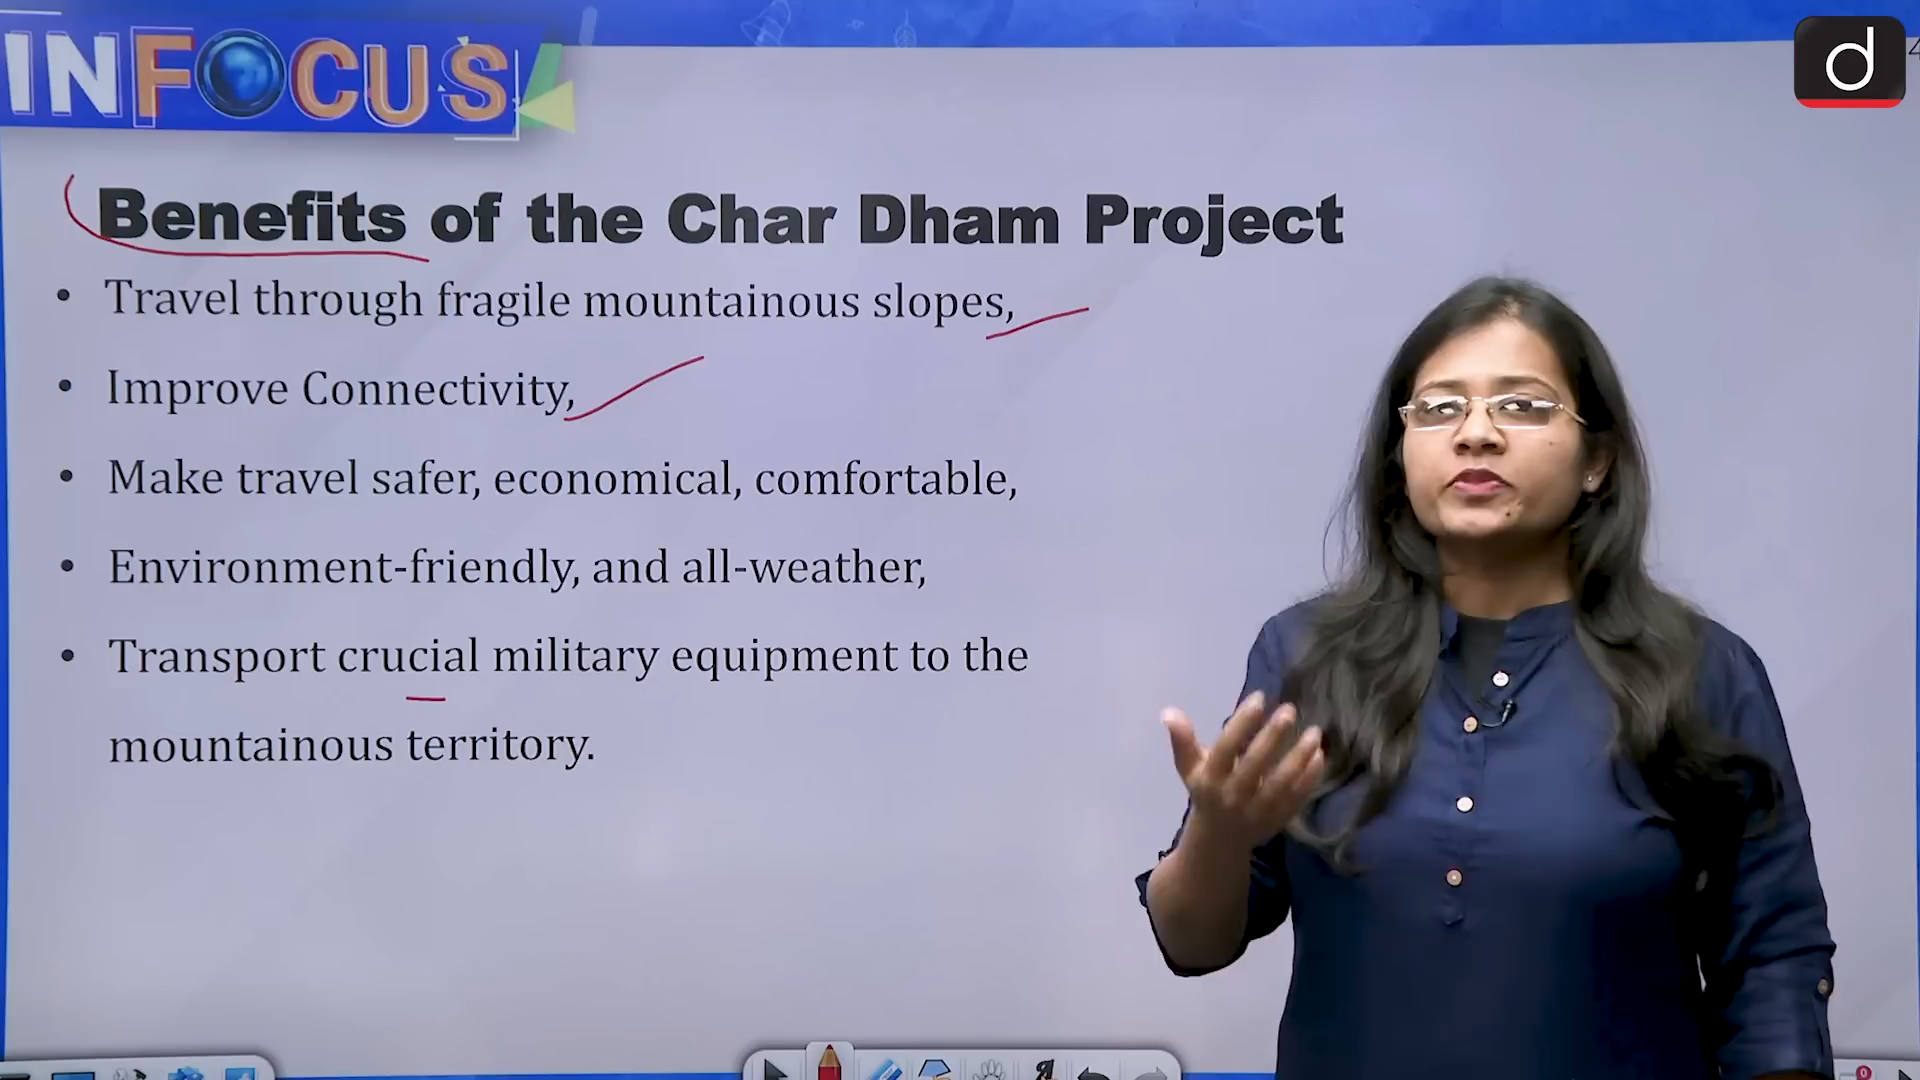 INFOCUS
d
Benefits of the Char Dham Project
• Travel through fragile mountainous slopes,
• Improve Connectivity,
• Make travel safer, economical, comfortable,
• Environment-friendly, and all-weather,
• Transport crucial military equipment to the
mountainous territory.
0